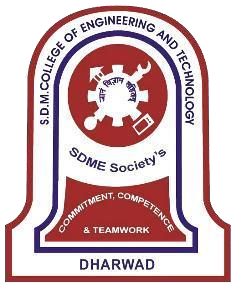 S.D.M.COLLEGE OF ENGINEERING AND TECHNOLOGY
SDME Society's
COMMITMENT, COMPETENCE
& TEAMWORK
DHARWAD